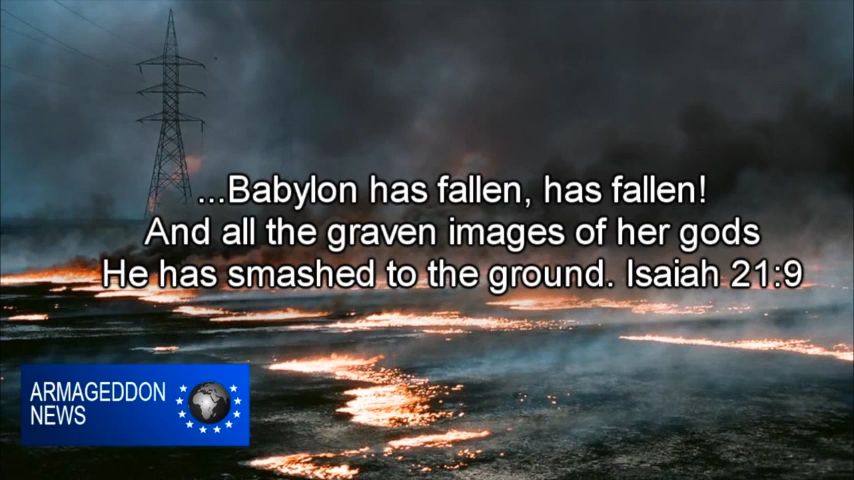 ...Babylon has fallen, has fallen!
And all the graven images of her gods
He has smashed to the ground. Isaiah 21:9
ARMAGEDDON
NEWS